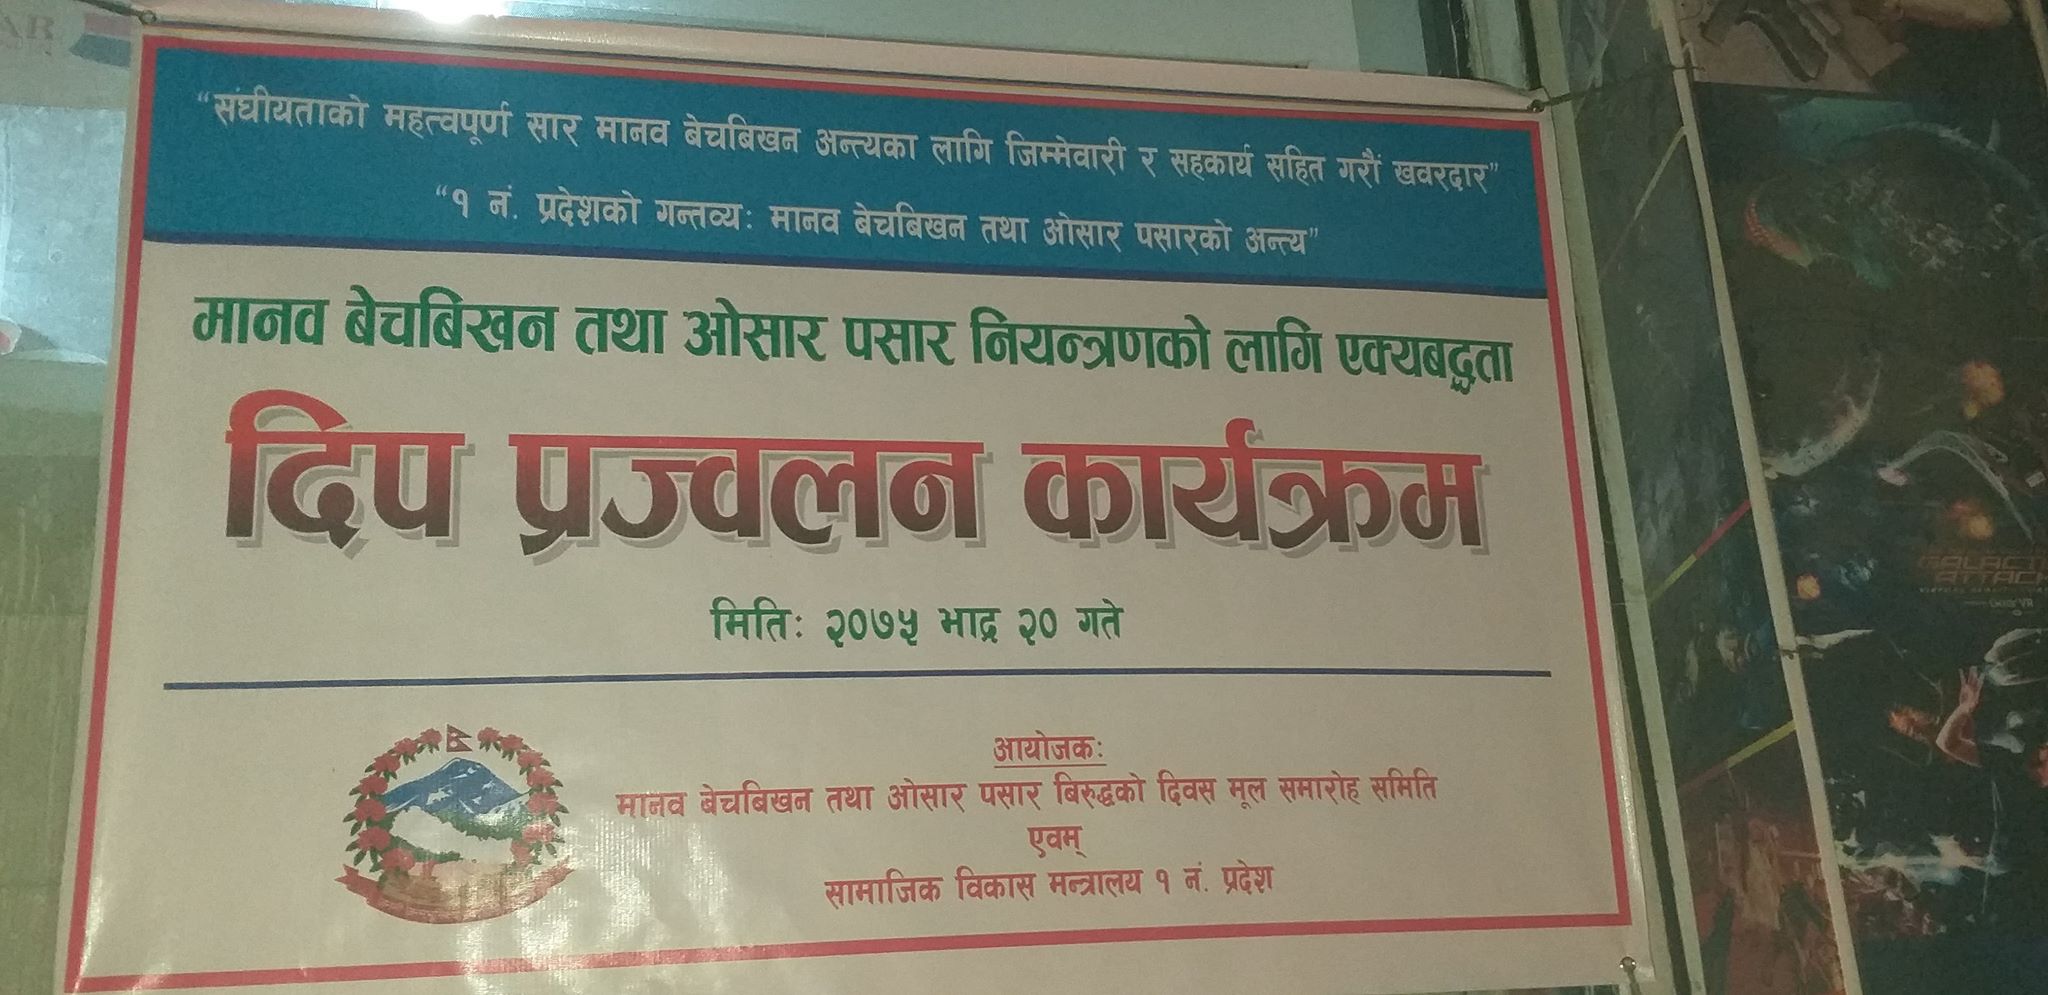 “संघीयताको महत्वपूर्ण सार मानव बेचबिखन अन्त्यका लागि जिम्मेवारी र सहकार्य सहित गरौं खवरदार”
“१ नं. प्रदेशको गन्तव्यः मानव बेचबिखन तथा ओसार पसारको अन्त्य”
मानव बेचबिखन तथा ओसार पसार नियन्त्रणको लागि एक्यबद्धता
दिप प्रज्वलन कार्यक्रम
मितिः २०७५ भाद्र २० गते
आयोजकः
मानव बेचबिखन तथा ओसार पसार बिरुद्धको दिवस मूल समारोह समिति
एवम्
सामाजिक विकास मन्त्रालय १ नं. प्रदेश